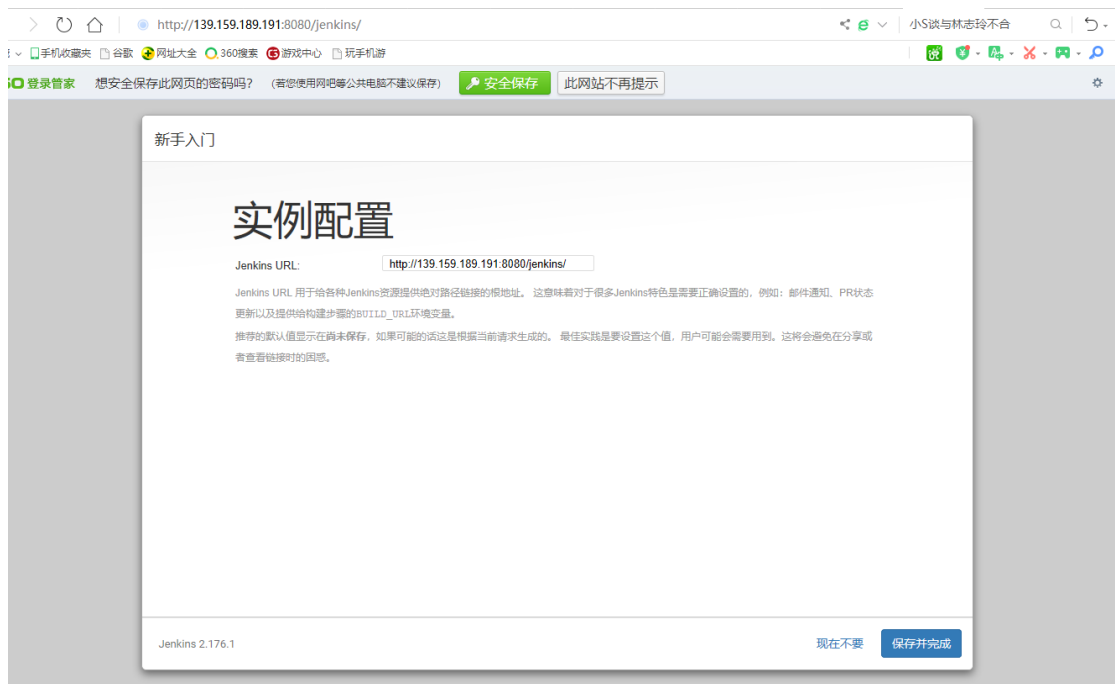 http://139.159.189.191:8080/jenkins/ 小S谈与林志玲不合
手机收藏夹 谷歌 网址大全 360搜索 游戏中心 玩手机游
登录管家 想安全保存此网页的密码吗? (若您使用网吧等公共电脑不建议保存) 安全保存 此网站不再提示
新手入门
实例配置
Jenkins URL: http://139.159.189.191:8080/jenkins/
Jenkins URL 用于给各种Jenkins资源提供绝对路径链接的根地址。 这意味着对于很多Jenkins特色是需要正确设置的，例如：邮件通知、PR状态
更新以及提供给构建步骤的BUILD_URL环境变量。
推荐的默认值显示在尚未保存，如果可能的话这是根据当前请求生成的。 最佳实践是要设置这个值，用户可能会需要用到。这将会避免在分享或
者查看链接时的困惑。
Jenkins 2.176.1 现在不要 保存并完成